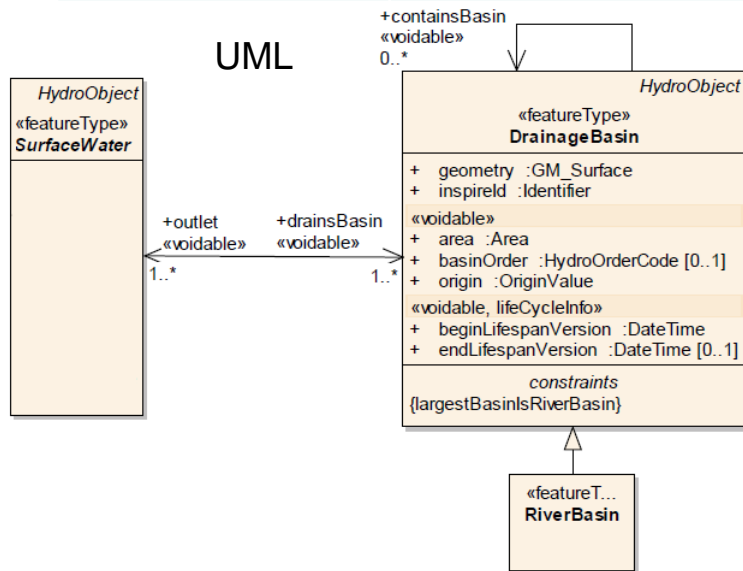 +containsBasin
«voidable»
0..*
UML
HydroObject
«featureType»
SurfaceWater
HydroObject
«featureType»
DrainageBasin
+ geometry :GM_Surface
+ inspireId :Identifier
«voidable»
+ area :Area
+ basinOrder :HydroOrderCode [0..1]
+ origin :OriginValue
«voidable, lifeCycleInfo»
+ beginLifespanVersion :DateTime
+ endLifespanVersion :DateTime [0..1]
constraints
{largestBasinIsRiverBasin}
+outlet
«voidable»
1..*
+drainsBasin
«voidable»
1..*
«featureT...
RiverBasin